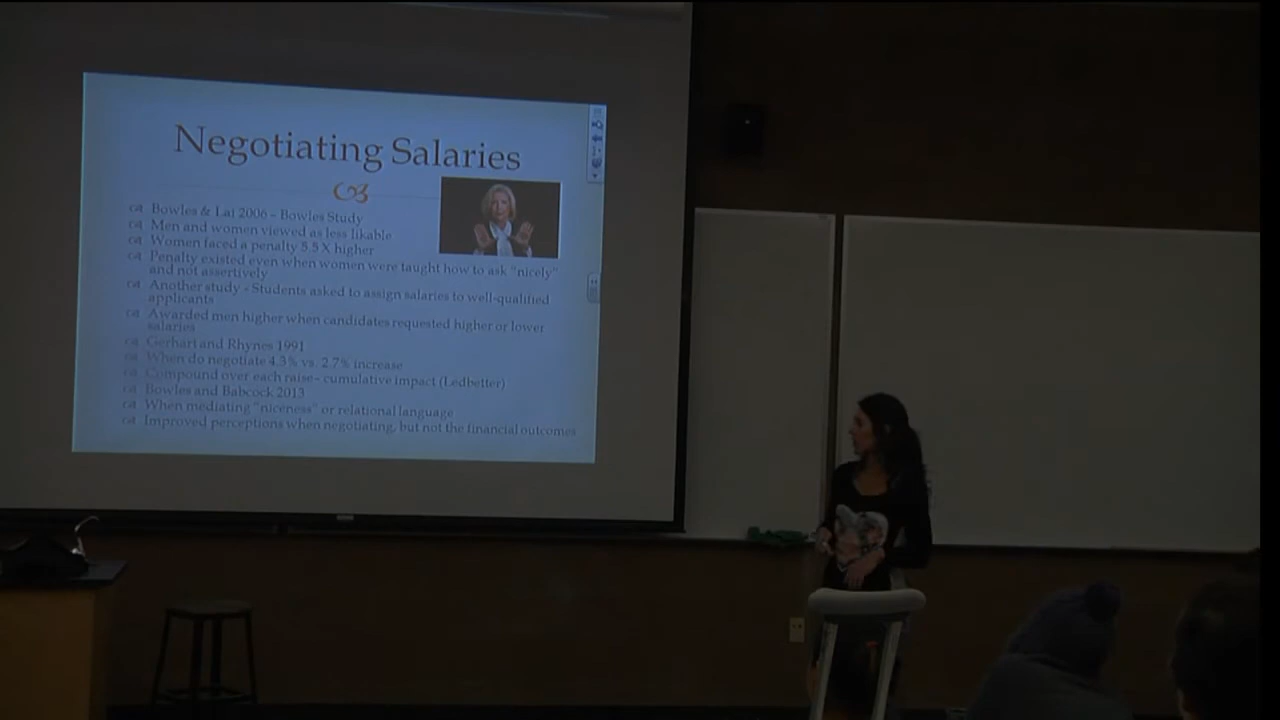 Negotiating Salaries
Bowles & Lai 2006 – Bowles Study
Men and women viewed as less likable
Women faced a penalty 5.5 X higher
Penalty existed even when women were taught how to ask “nicely”
and not assertively
Another study - Students asked to assign salaries to well-qualified
applicants
Awarded men higher when candidates requested higher or lower
salaries
Gerhart and Rhynes 1991
When do negotiate 4.3% vs. 2.7% increase
Compound over each raise– cumulative impact (Ledbetter)
Bowles and Babcock 2013
When mediating “niceness” or relational language
Improved perceptions when negotiating, but not the financial outcomes